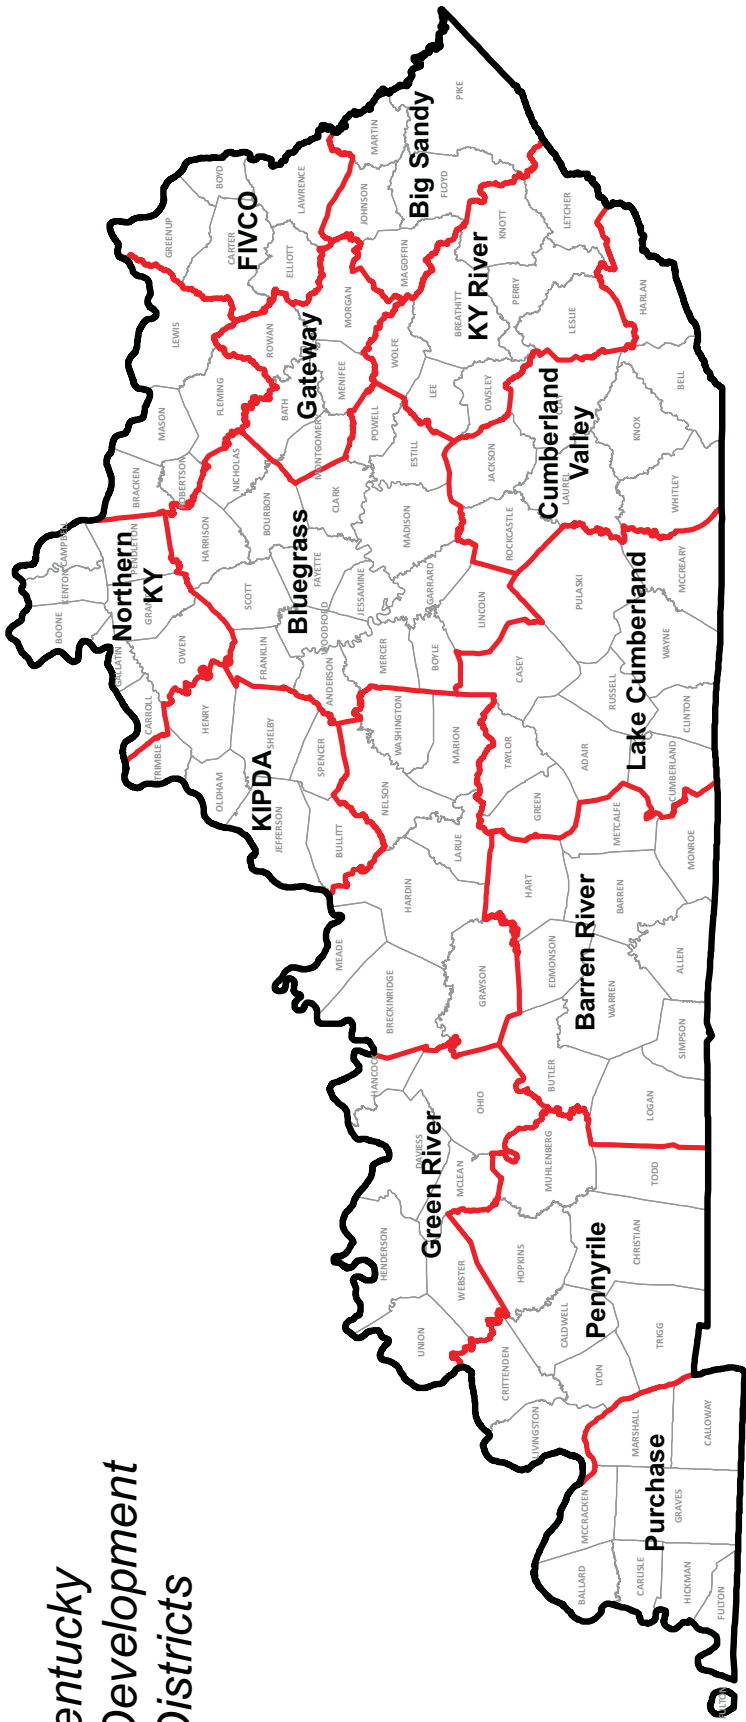 entucky
Development
Districts
Northern
KY
BOONE
KENTON
CAMPBELL
GALLATIN
GRANT
PENDLETON
CARROLL
OWEN
TRIMBLE
BRACKEN
MASON
ROBERTSON
LEWIS
FLEMING
GREENUP
BOYD
CARTER
FIVCO
ELLIOTT
LAWRENCE
Gateway
ROWAN
BATH
MENIFEE
MONTGOMERY
MORGAN
Big Sandy
MARTIN
JOHNSON
FLOYD
MAGOFFIN
PIKE
KIPDA
HENRY
OLDHAM
SHELBY
JEFFERSON
SPENCER
BULLITT
Bluegrass
HARRISON
NICHOLAS
BOURBON
SCOTT
FRANKLIN
FAYETTE
WOODFORD
ANDERSON
CLARK
JESSAMINE
MERCER
MADISON
POWELL
ESTILL
GARRARD
BOYLE
LINCOLN
KY River
WOLFE
LEE
OWSLEY
BREATHITT
PERRY
KNOTT
LETCHER
LESLIE
Cumberland
Valley
JACKSON
ROCKCASTLE
LAUREL
CLAY
KNOX
WHITLEY
BELL
HARLAN
Lake Cumberland
CASEY
PULASKI
TAYLOR
GREEN
ADAIR
RUSSELL
WAYNE
MCCREARY
CLINTON
CUMBERLAND
WASHINGTON
MARION
NELSON
LARUE
HARDIN
MEADE
BRECKINRIDGE
GRAYSON
Barren River
HART
EDMONSON
BARREN
METCALFE
MONROE
WARREN
ALLEN
SIMPSON
BUTLER
LOGAN
Green River
HANCOCK
DAVIESS
OHIO
MCLEAN
HENDERSON
WEBSTER
UNION
Pennyrile
MUHLENBERG
TODD
CHRISTIAN
HOPKINS
CALDWELL
TRIGG
LYON
CRITTENDEN
LIVINGSTON
Purchase
MARSHALL
CALLOWAY
MCCRACKEN
GRAVES
BALLARD
CARLISLE
HICKMAN
FULTON
FULTON